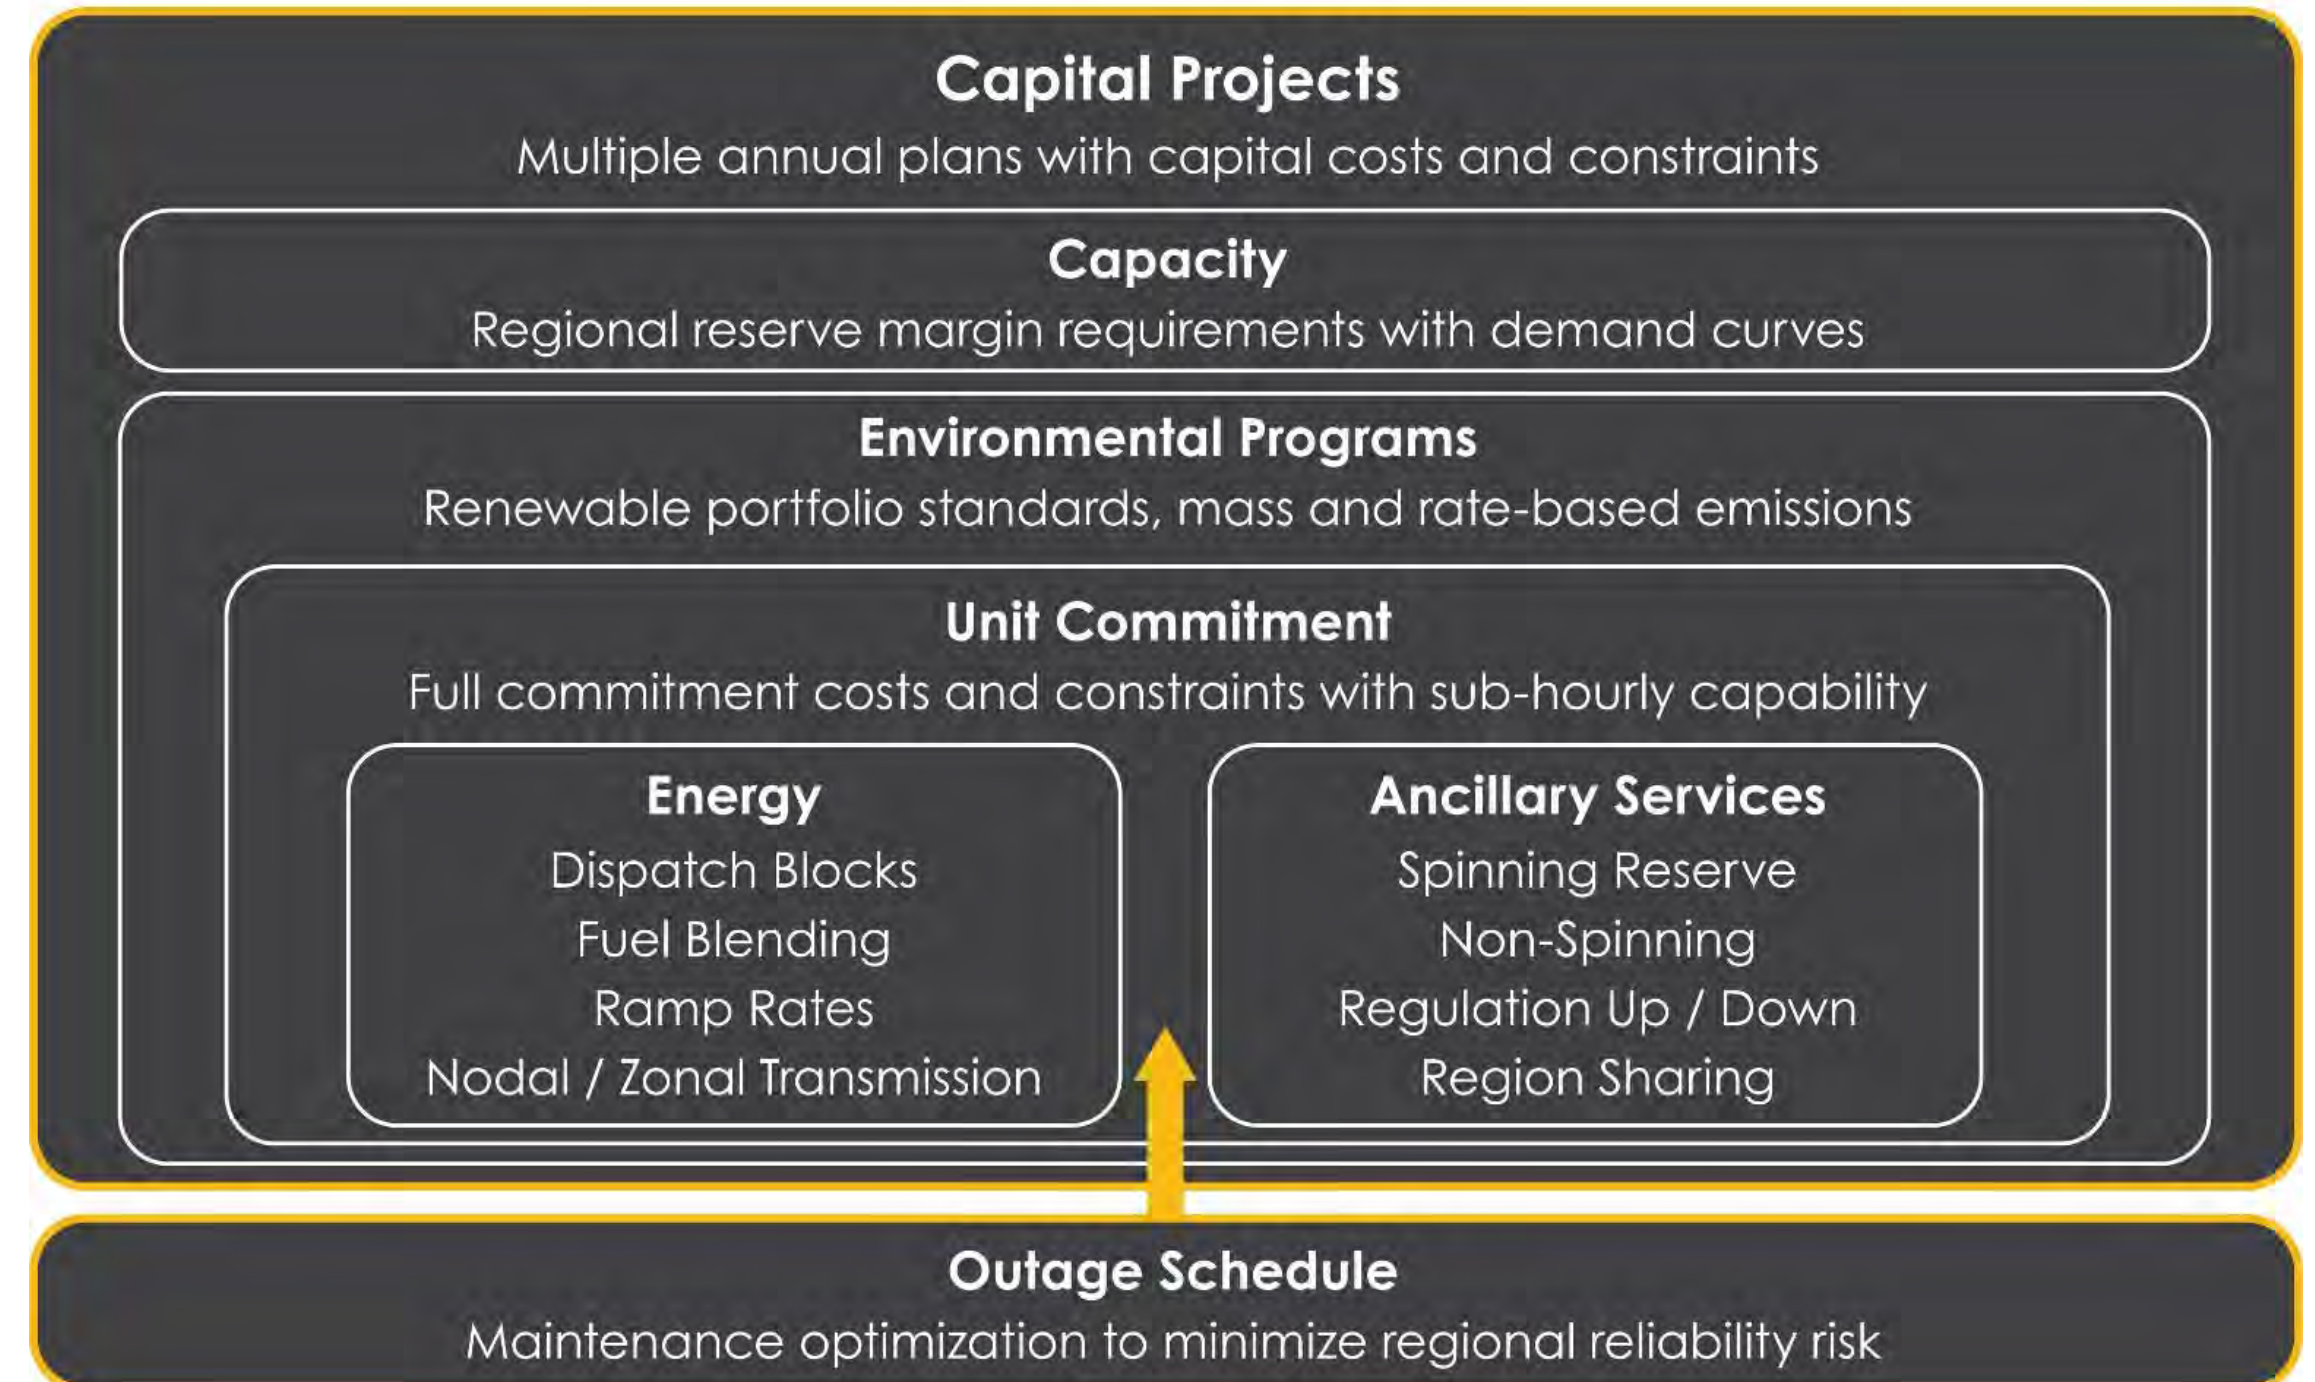 Capital Projects
Multiple annual plans with capital costs and constraints
Capacity
Regional reserve margin requirements with demand curves
Environmental Programs
Renewable portfolio standards, mass and rate-based emissions
Unit Commitment
Full commitment costs and constraints with sub-hourly capability
Energy
Dispatch Blocks
Fuel Blending
Ramp Rates
Nodal / Zonal Transmission
Ancillary Services
Spinning Reserve
Non-Spinning
Regulation Up / Down
Region Sharing
Outage Schedule
Maintenance optimization to minimize regional reliability risk